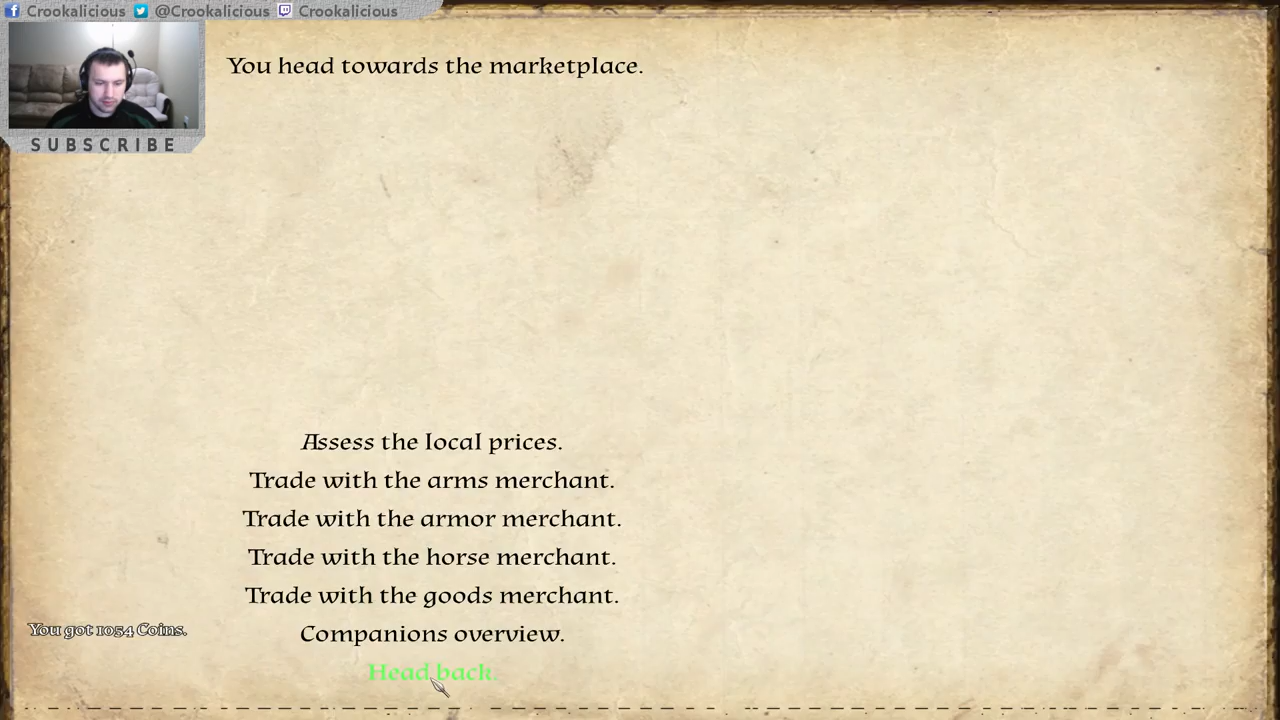 Crookalicious @Crookalicious Crookalicious
SUBSCRIBE
You head towards the marketplace.
Assess the local prices.
Trade with the arms merchant.
Trade with the armor merchant.
Trade with the horse merchant.
Trade with the goods merchant.
Companions overview.
Head back.
You got 1054 Coins.